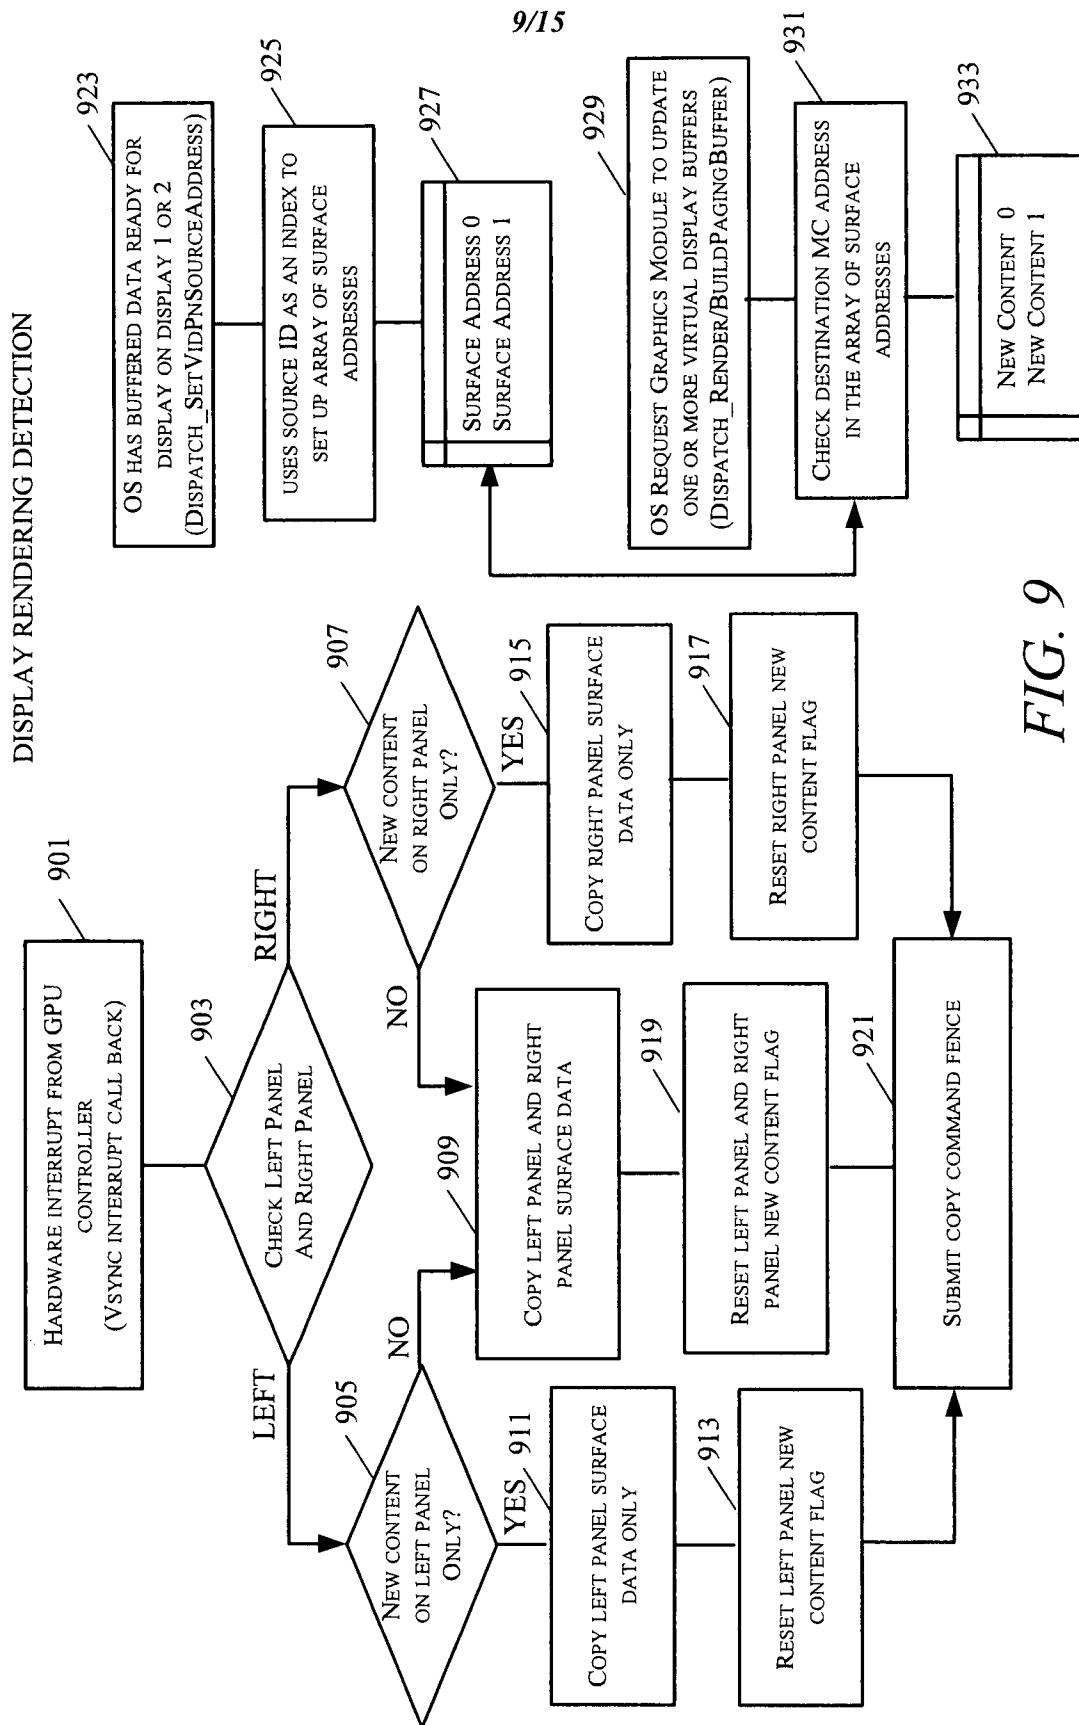 9/15
DISPLAY RENDERING DETECTION
901
HARDWARE INTERRUPT FROM GPU
CONTROLLER
(VSYNC INTERRUPT CALL BACK)
903
CHECK LEFT PANEL
AND RIGHT PANEL
LEFT
RIGHT
905
NEW CONTENT
ON LEFT PANEL
ONLY?
NO
YES
907
NEW CONTENT
ON RIGHT PANEL
ONLY?
NO
YES
909
COPY LEFT PANEL AND RIGHT
PANEL SURFACE DATA
911
COPY LEFT PANEL SURFACE
DATA ONLY
913
RESET LEFT PANEL NEW
CONTENT FLAG
915
COPY RIGHT PANEL SURFACE
DATA ONLY
917
RESET RIGHT PANEL NEW
CONTENT FLAG
919
RESET LEFT PANEL AND RIGHT
PANEL NEW CONTENT FLAG
921
SUBMIT COPY COMMAND FENCE
923
OS HAS BUFFERED DATA READY FOR
DISPLAY ON DISPLAY 1 OR 2
(DISPATCH_SETVIDPNSOURCEADDRESS)
925
USES SOURCE ID AS AN INDEX TO
SET UP ARRAY OF SURFACE
ADDRESSES
927
SURFACE ADDRESS 0
SURFACE ADDRESS 1
929
OS REQUEST GRAPHICS MODULE TO UPDATE
ONE OR MORE VIRTUAL DISPLAY BUFFERS
(DISPATCH_RENDER/BUILDPAGINGBUFFER)
931
CHECK DESTINATION MC ADDRESS
IN THE ARRAY OF SURFACE
ADDRESSES
933
NEW CONTENT 0
NEW CONTENT 1
FIG. 9